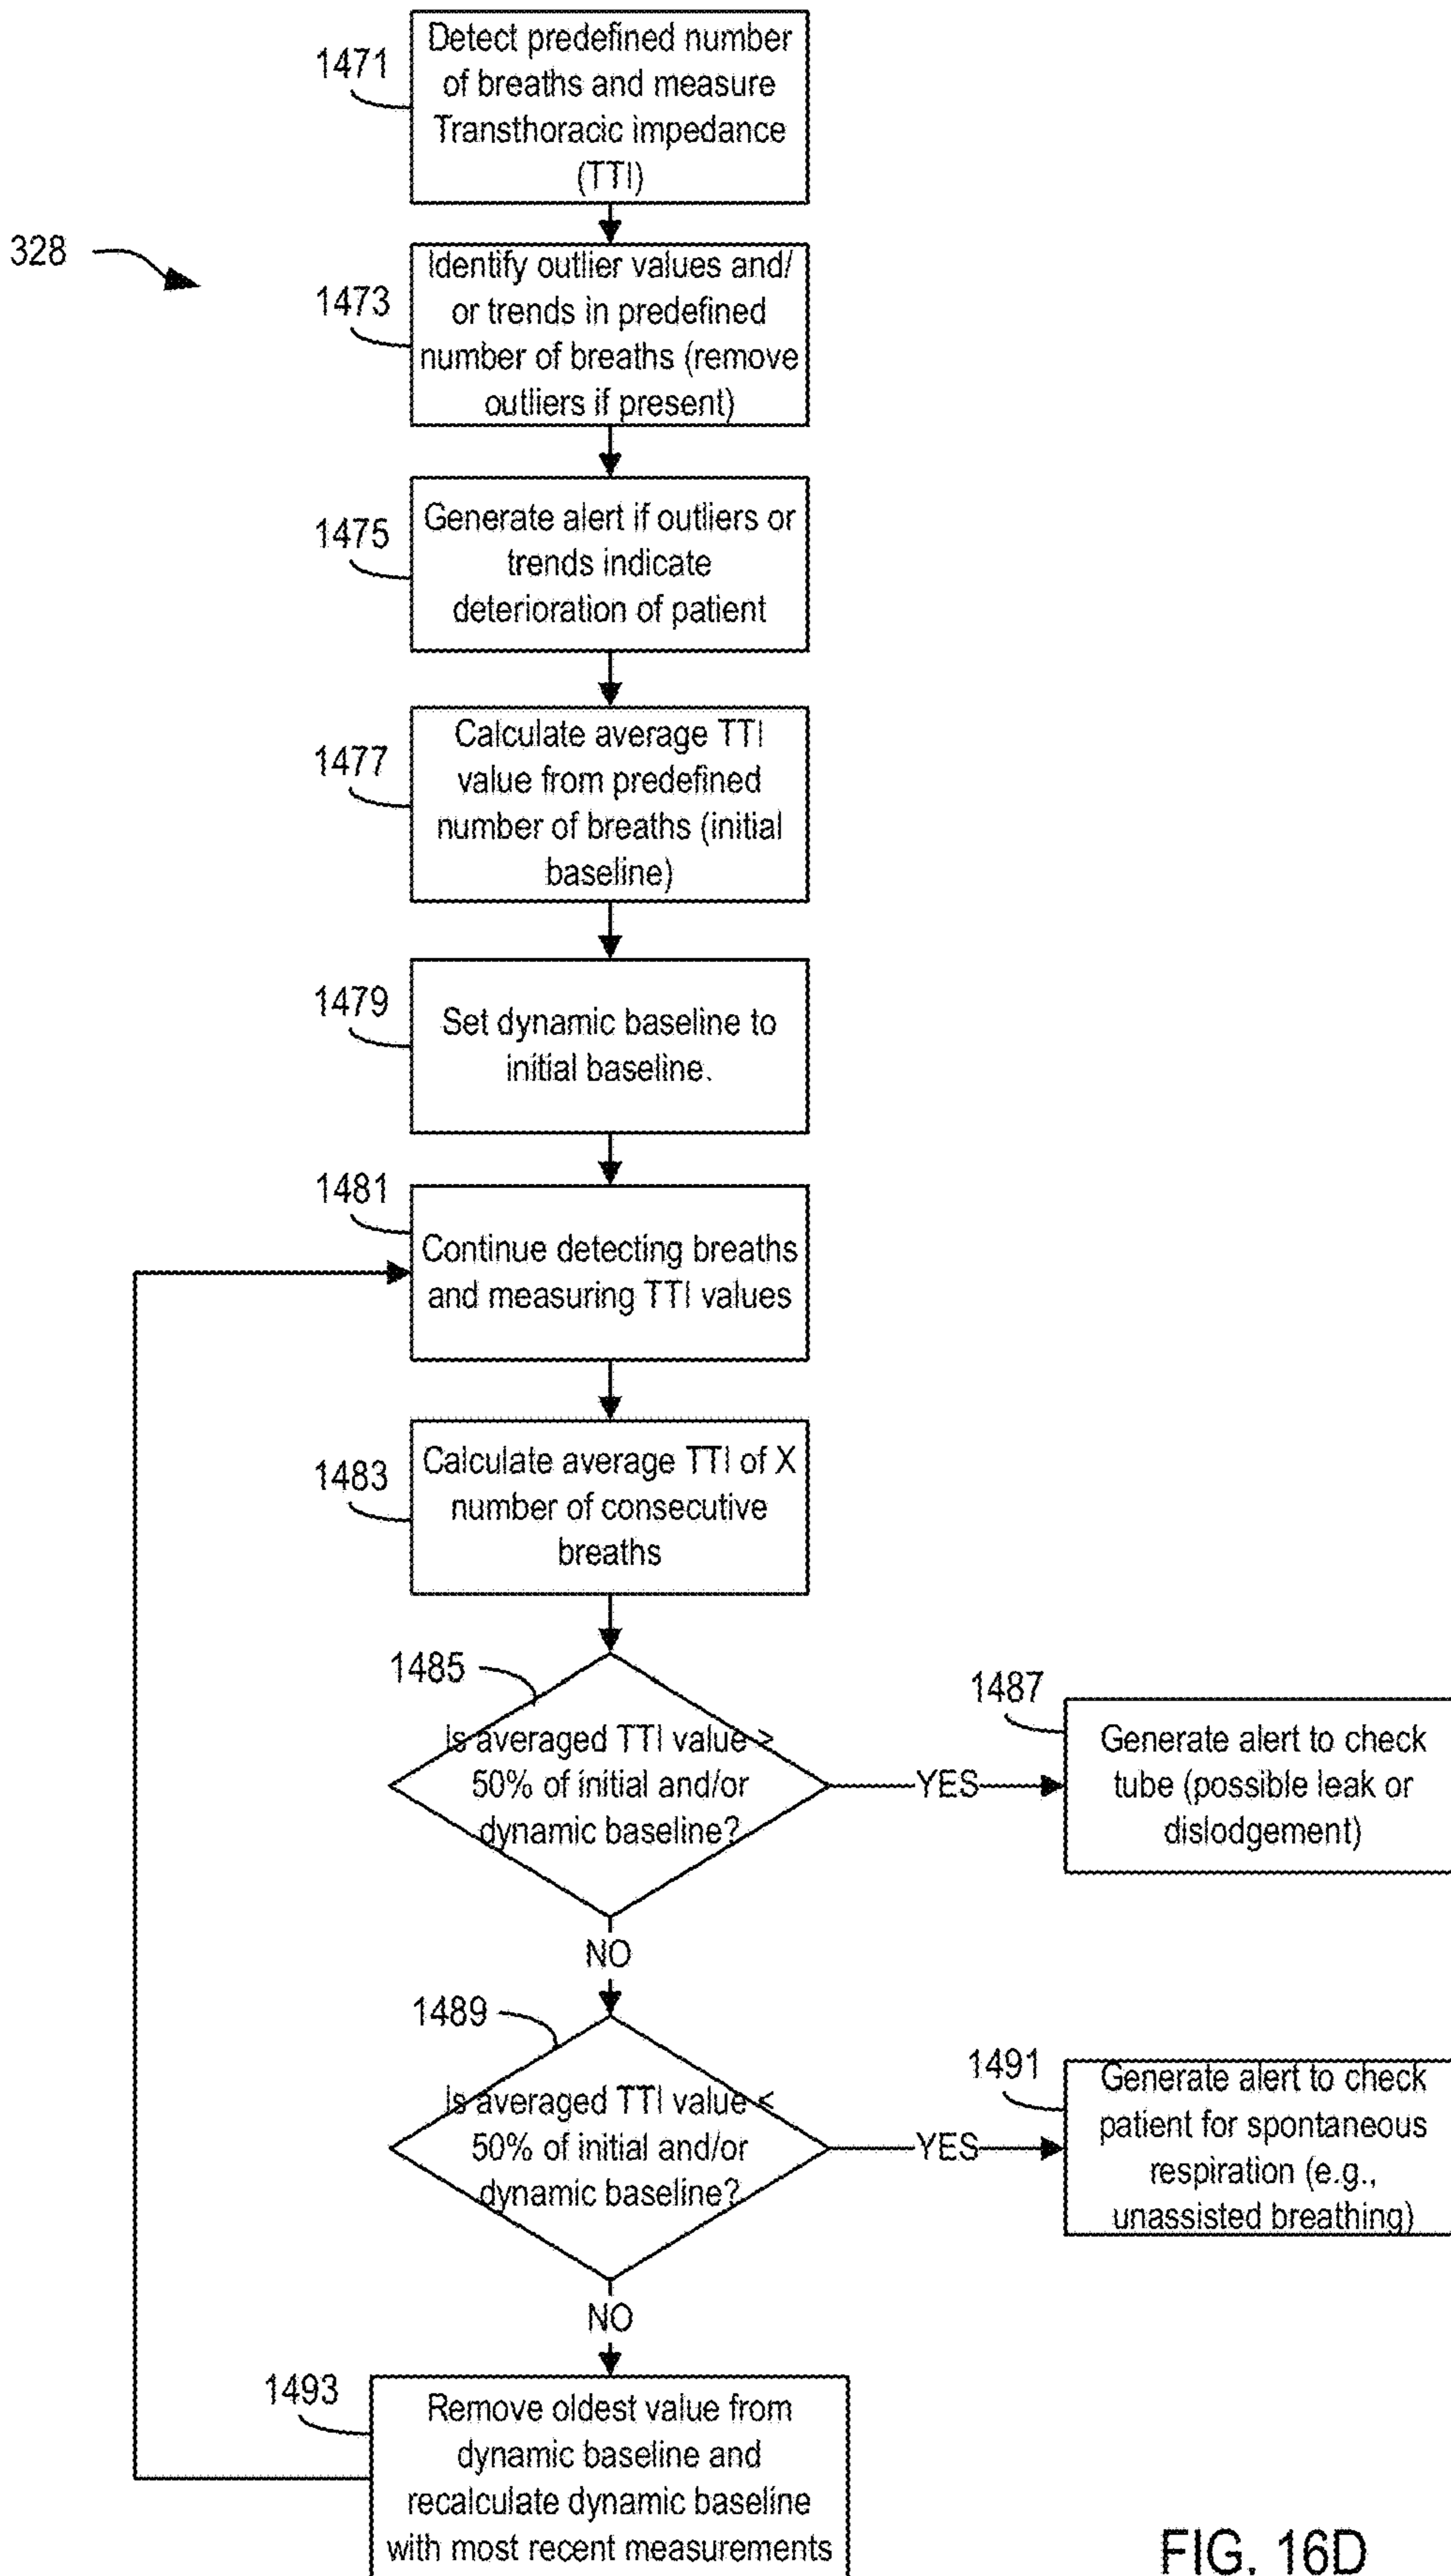 1471
Detect predefined number
of breaths and measure
Transthoracic impedance
(TTI)
328
1473
Identify outlier values and/
or trends in predefined
number of breaths (remove
outliers if present)
1475
Generate alert if outliers or
trends indicate
deterioration of patient
1477
Calculate average TTI
value from predefined
number of breaths (initial
baseline)
1479
Set dynamic baseline to
initial baseline.
1481
Continue detecting breaths
and measuring TTI values
1483
Calculate average TTI of X
number of consecutive
breaths
1485
Is averaged TTI value >
50% of initial and/or
dynamic baseline?
YES
1487
Generate alert to check
tube (possible leak or
dislodgement)
NO
1489
Is averaged TTI value <
50% of initial and/or
dynamic baseline?
YES
1491
Generate alert to check
patient for spontaneous
respiration (e.g.,
unassisted breathing)
NO
1493
Remove oldest value from
dynamic baseline and
recalculate dynamic baseline
with most recent measurements
FIG. 16D